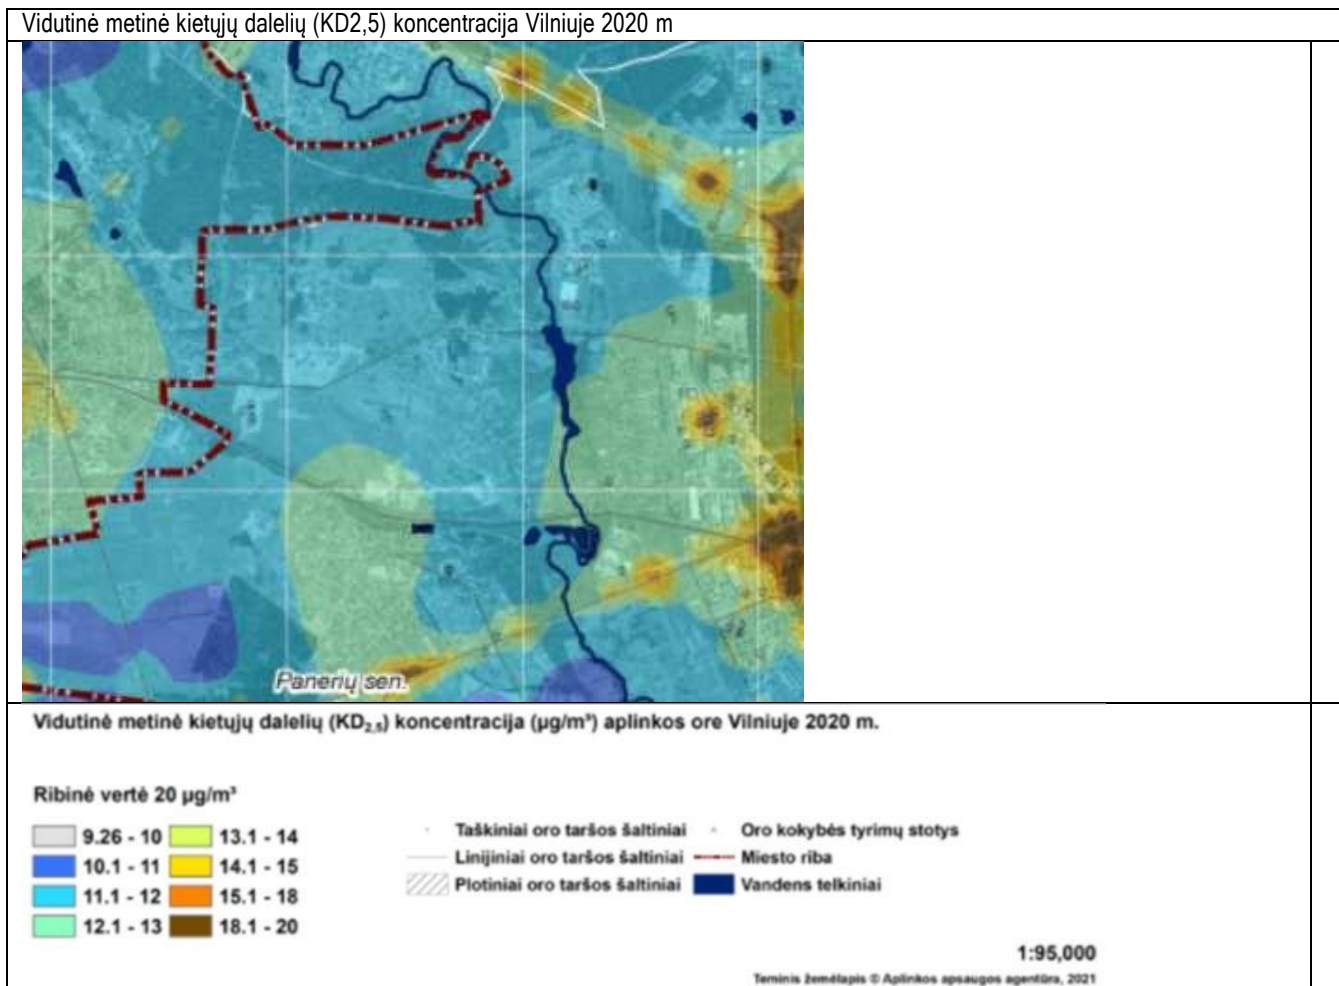 Vidutinė metinė kietųjų dalelių (KD2,5) koncentracija Vilniuje 2020 m
Panerių sen.
Vidutinė metinė kietųjų dalelių (KD2,5) koncentracija (µg/m³) aplinkos ore Vilniuje 2020 m.
Ribinė vertė 20 µg/m³
9.26 - 10
10.1 - 11
11.1 - 12
12.1 - 13
13.1 - 14
14.1 - 15
15.1 - 18
18.1 - 20
Taškiniai oro taršos šaltiniai
Linijiniai oro taršos šaltiniai
Plotiniai oro taršos šaltiniai
Oro kokybės tyrimų stotys
Miesto riba
Vandens telkiniai
1:95,000
Teminis žemėlapis © Aplinkos apsaugos agentūra, 2021